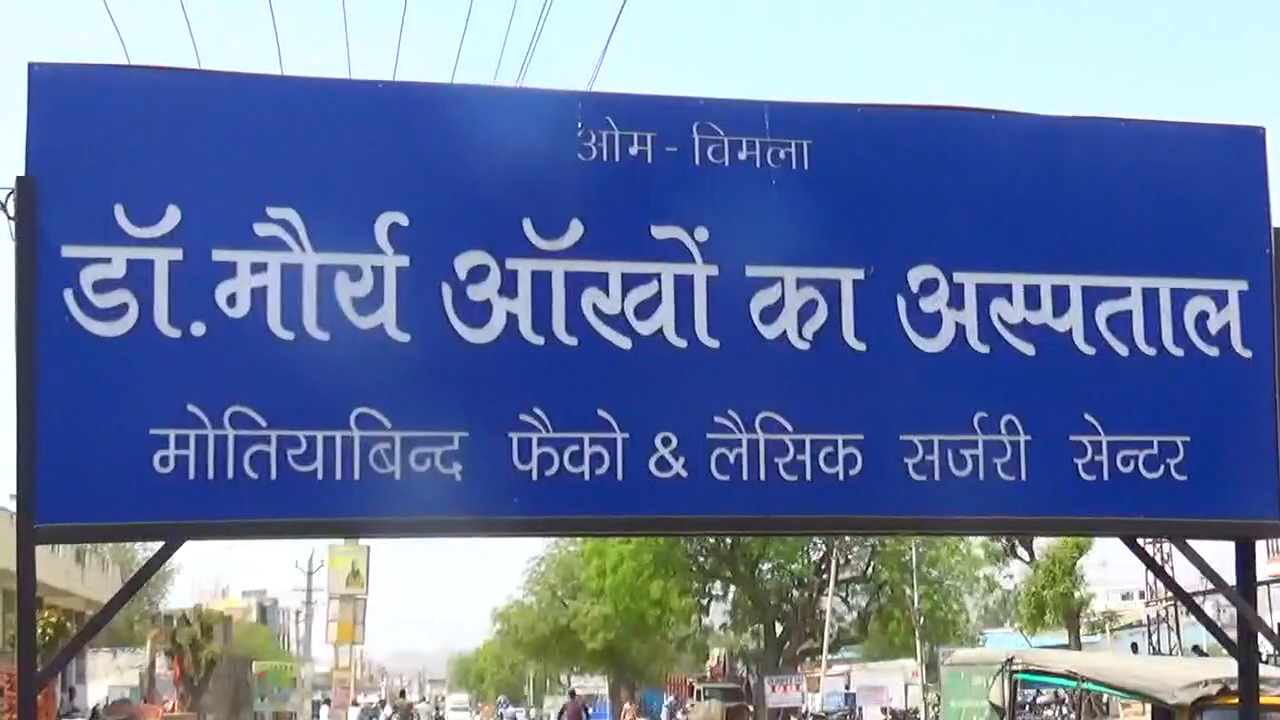 ओम - विमला
डॉ. मौर्य ऑखों का अस्पताल
मोतियाबिन्द फैको & लैसिक सर्जरी सेन्टर